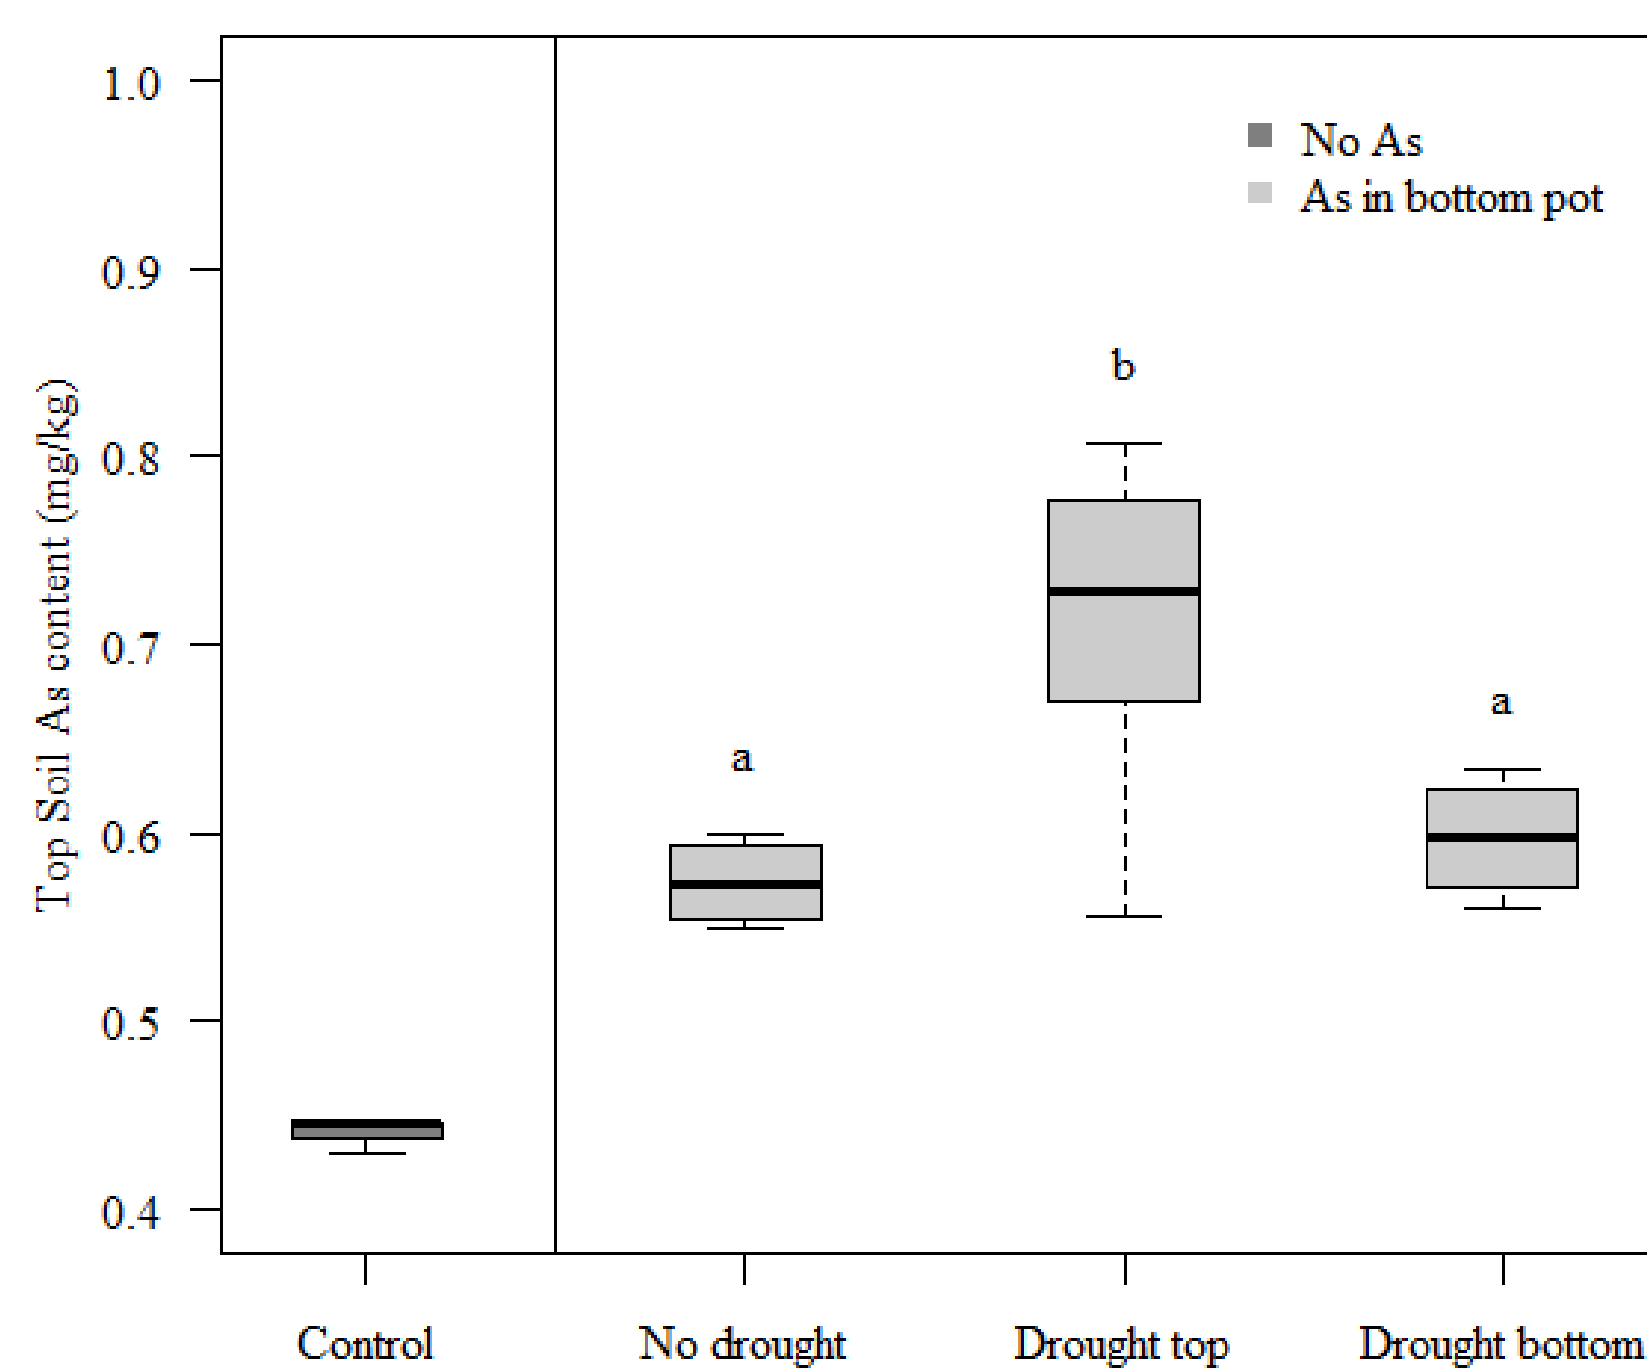 1.0
0.9
0.8
0.7
0.6
0.5
0.4
Top Soil As content (mg/kg)
No As
As in bottom pot
a
b
a
Control
No drought
Drought top
Drought bottom